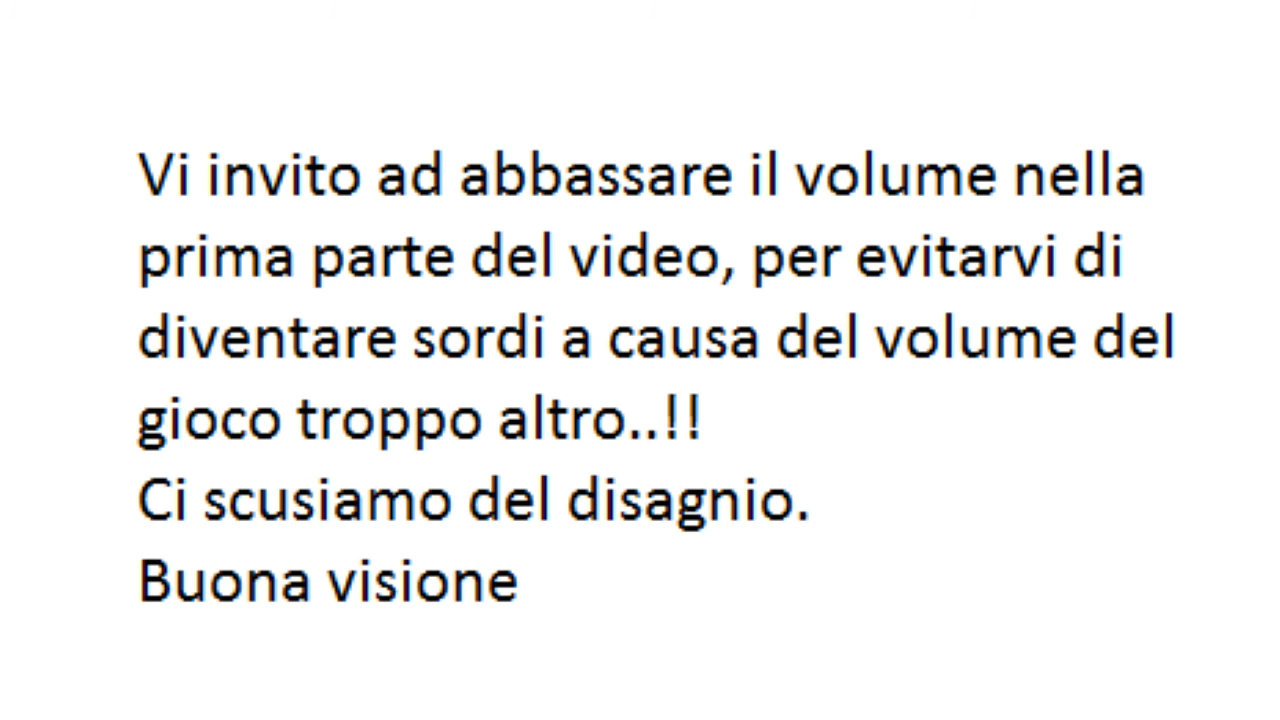 Vi invito ad abbassare il volume nella
prima parte del video, per evitarvi di
diventare sordi a causa del volume del
gioco troppo altro..!!
Ci scusiamo del disagnio.
Buona visione